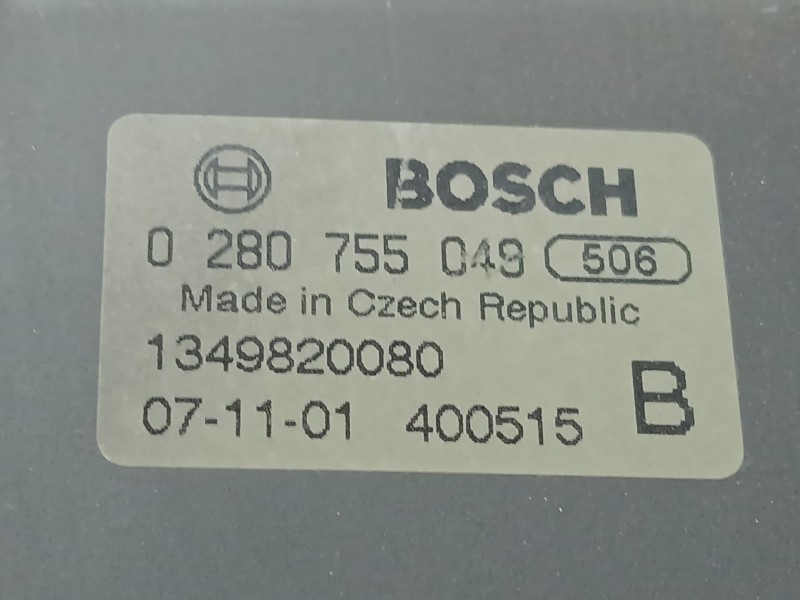 BOSCH
0 280 755 049 506
Made in Czech Republic
1349820080
07-11-01 400515 B